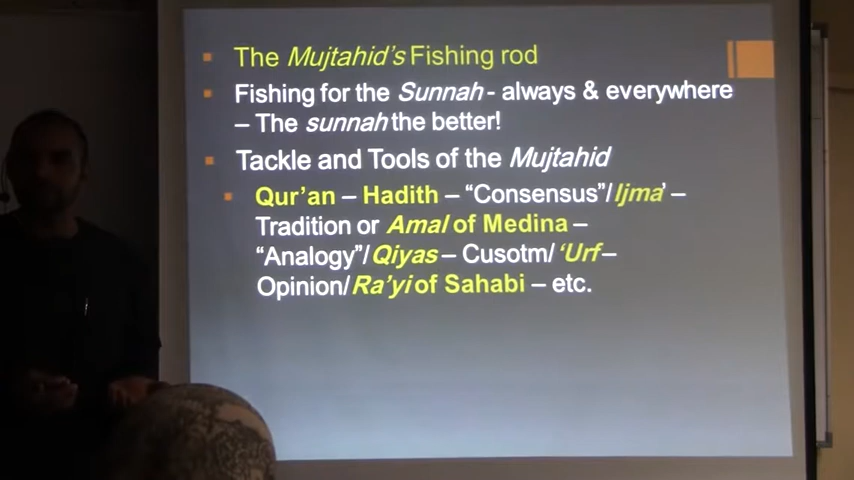 The Mujtahid's Fishing rod
Fishing for the Sunnah - always & everywhere
– The sunnah the better!
Tackle and Tools of the Mujtahid
Qur'an – Hadith – "Consensus"/Ijma' –
Tradition or Amal of Medina –
"Analogy"/Qiyas – Cusotm/'Urf –
Opinion/Ra'yi of Sahabi – etc.